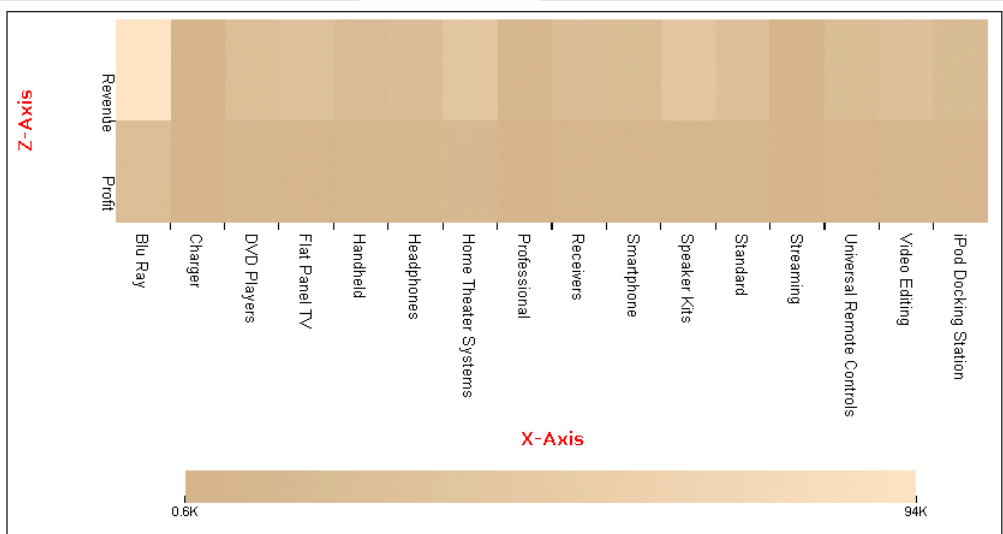 Z-Axis
Revenue
Profit
Blu Ray
Charger
DVD Players
Flat Panel TV
Handheld
Headphones
Home Theater Systems
Professional
Receivers
Smartphone
Speaker Kits
Standard
Streaming
Universal Remote Controls
Video Editing
iPod Docking Station
X-Axis
0.6K
94K